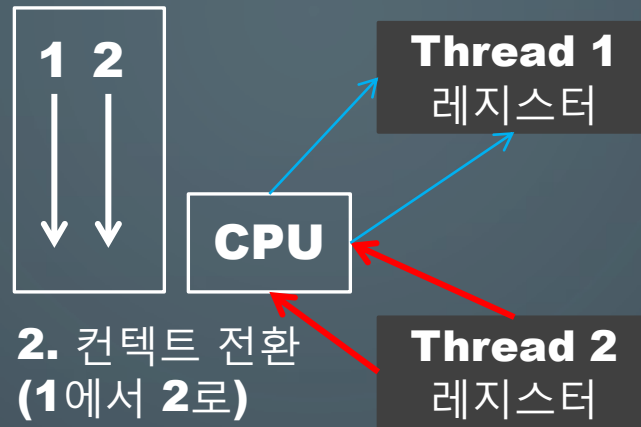 1 2
Thread 1
레지스터
CPU
2. 컨텍트 전환
(1에서 2로)
Thread 2
레지스터